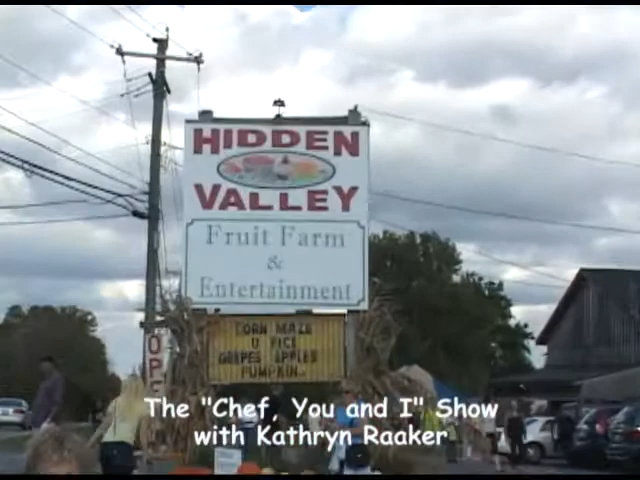 HIDDEN
VALLEY
Fruit Farm
&
Entertainment
CORN MAZE
U PICK
GRAPES APPLES
PUMPKIN
OPE
The "Chef, You and I" Show
with Kathryn Raaker